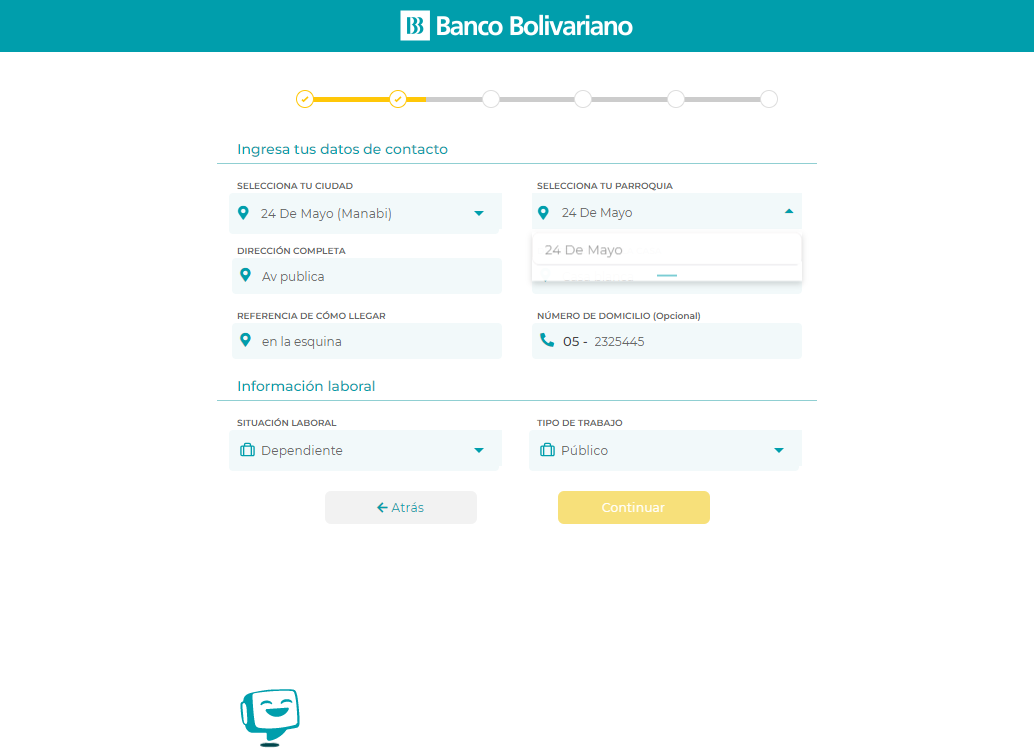 Banco Bolivariano
Ingresa tus datos de contacto
SELECCIONA TU CIUDAD
24 De Mayo (Manabi)
SELECCIONA TU PARROQUIA
24 De Mayo
24 De Mayo
DIRECCIÓN COMPLETA
Av publica
REFERENCIA DE CÓMO LLEGAR
en la esquina
NÚMERO DE DOMICILIO (Opcional)
05 - 2325445
Información laboral
SITUACIÓN LABORAL
Dependiente
TIPO DE TRABAJO
Público
Atrás
Continuar